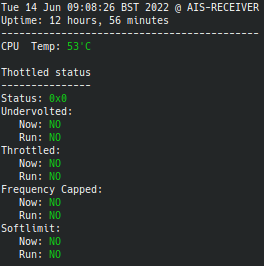 Tue 14 Jun 09:08:26 BST 2022 @ AIS-RECEIVER
Uptime: 12 hours, 56 minutes
-------------------------------------------
CPU  Temp: 53'C

Thottled status
---------------
Status: 0x0
Undervolted:
   Now: NO
   Run: NO
Throttled:
   Now: NO
   Run: NO
Frequency Capped:
   Now: NO
   Run: NO
Softlimit:
   Now: NO
   Run: NO